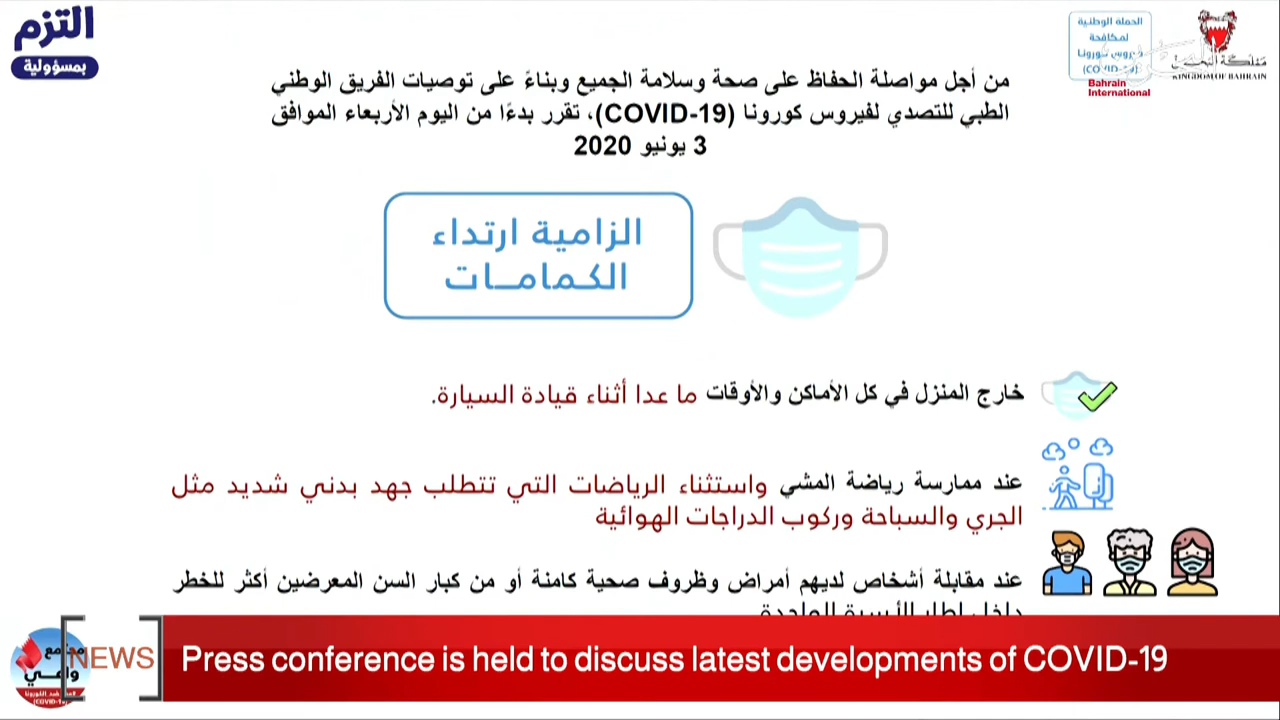 التزم
بمسؤولية
الحملة الوطنية
لمكافحة
فيروس كورونا
(COVID-19)
Bahrain
International
KINGDOM OF BAHRAIN
من أجل مواصلة الحفاظ على صحة وسلامة الجميع وبناءً على توصيات الفريق الوطني
الطبي للتصدي لفيروس كورونا (COVID-19)، تقرر بدءًا من اليوم الأربعاء الموافق
3 يونيو 2020
الزامية ارتداء
الكمامــات
خارج المنزل في كل الأماكن والأوقات ما عدا أثناء قيادة السيارة.
عند ممارسة رياضة المشي واستثناء الرياضات التي تتطلب جهد بدني شديد مثل
الجري والسباحة وركوب الدراجات الهوائية
عند مقابلة أشخاص لديهم أمراض وظروف صحية كامنة أو من كبار السن المعرضين أكثر للخطر
داخل إطار الأسرة الواحدة
NEWS
Press conference is held to discuss latest developments of COVID-19